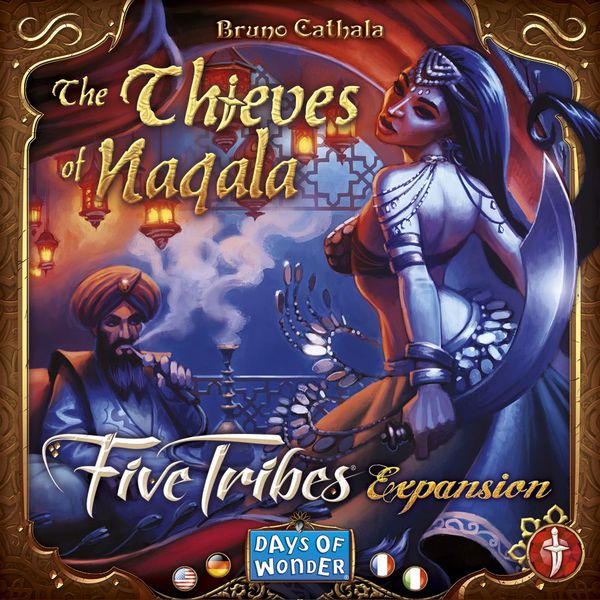 Bruno Cathala
The Thieves
of Naqala
Five Tribes® Expansion
DAYS OF
WONDER